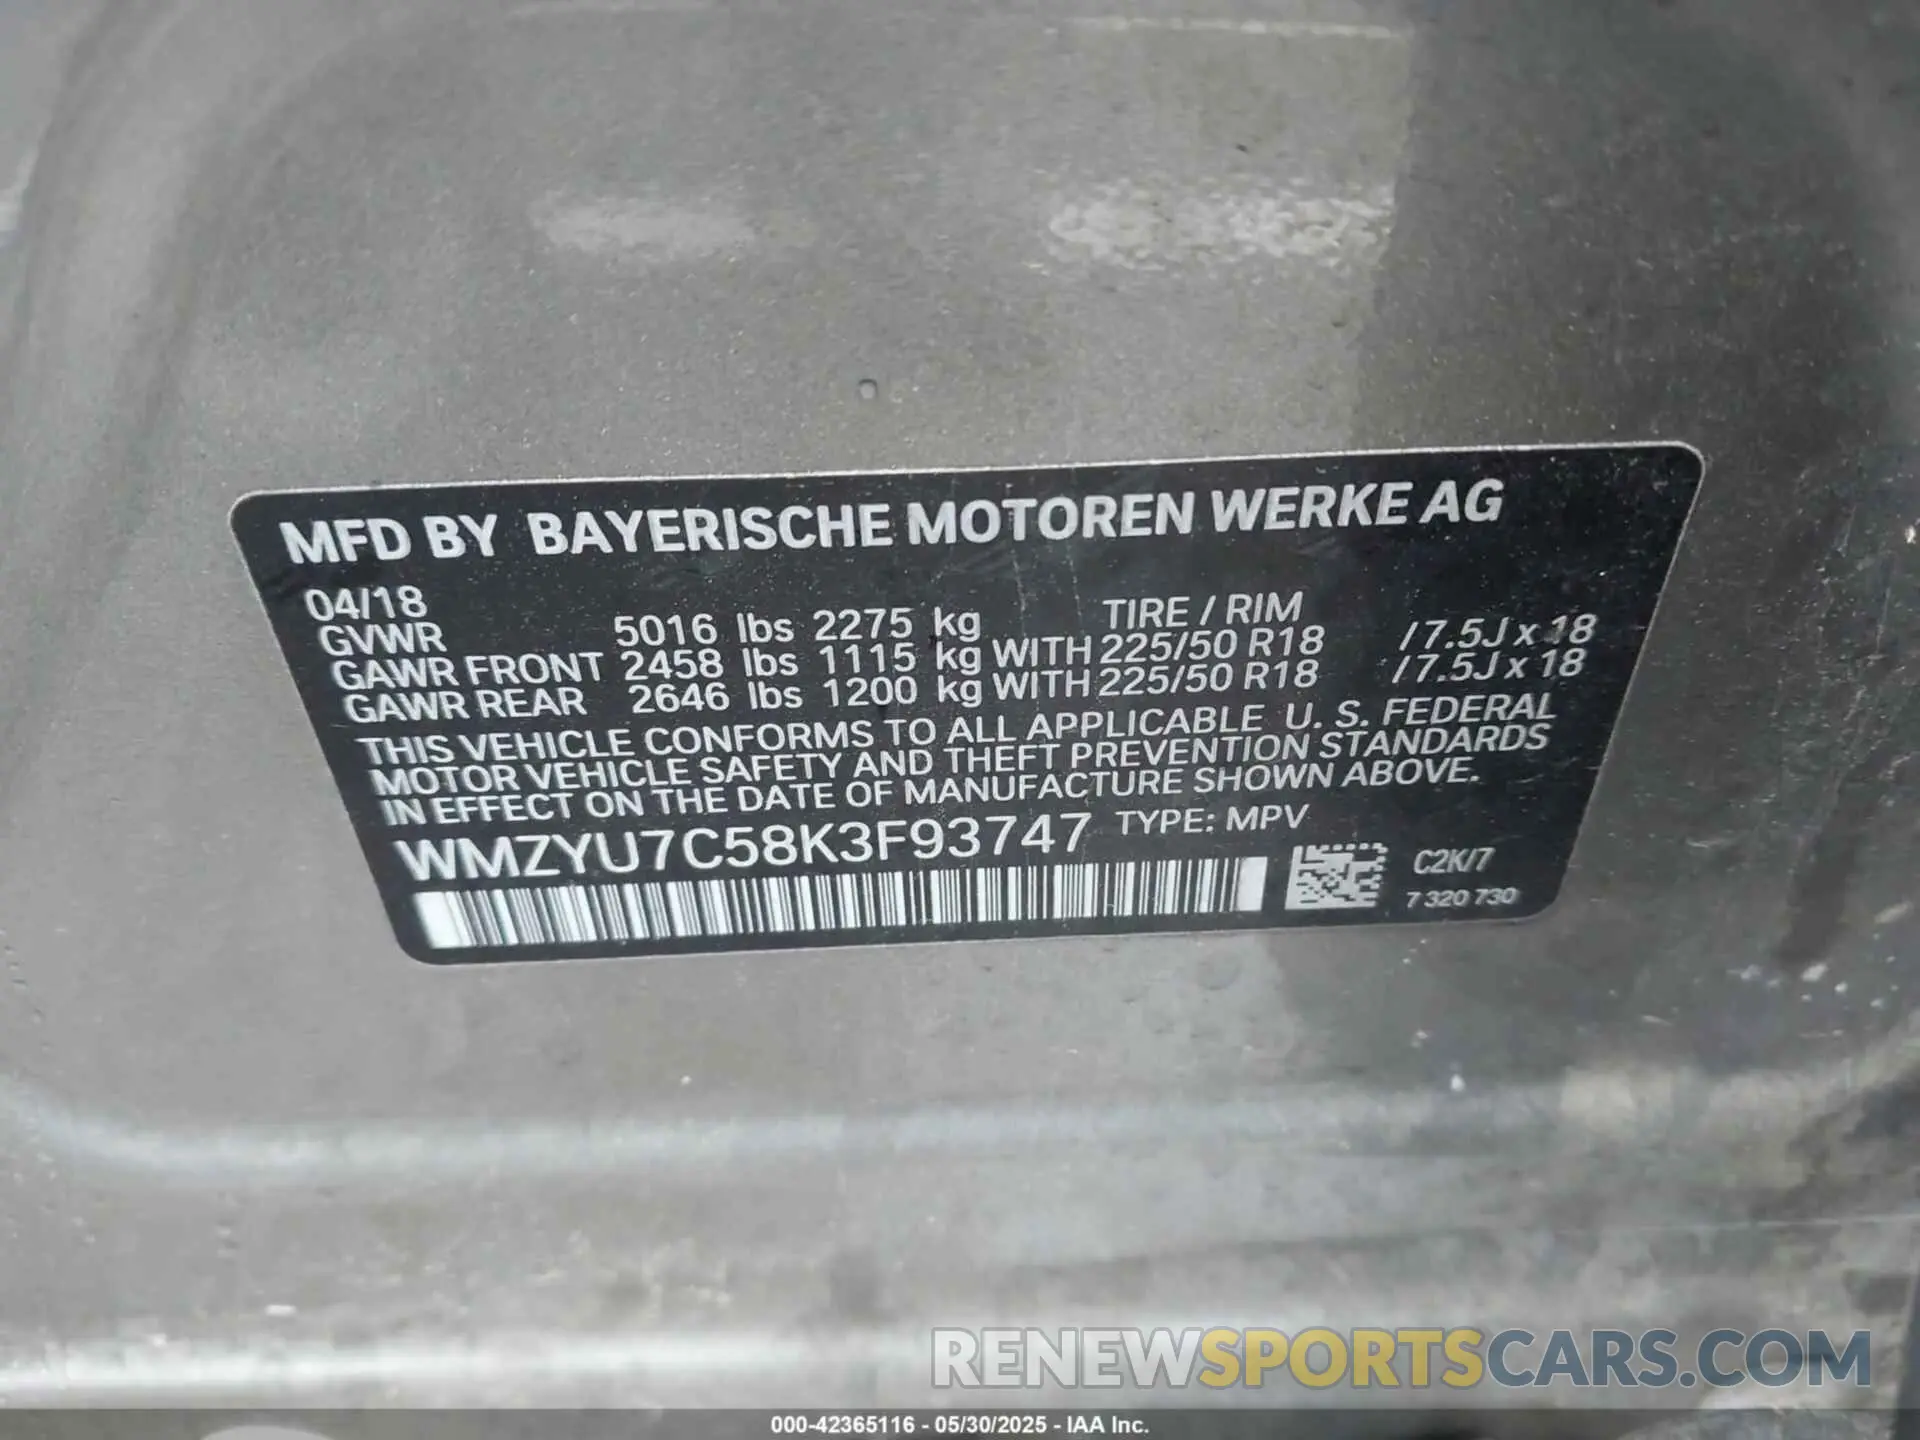 MFD BY BAYERISCHE MOTOREN WERKE AG
04/18 TIRE / RIM
GVWR 5016 lbs 2275 kg
GAWR FRONT 2458 lbs 1115 kg WITH 225/50 R18 /7.5J x 18
GAWR REAR 2646 lbs 1200 kg WITH 225/50 R18 /7.5J x 18
THIS VEHICLE CONFORMS TO ALL APPLICABLE U. S. FEDERAL
MOTOR VEHICLE SAFETY AND THEFT PREVENTION STANDARDS
IN EFFECT ON THE DATE OF MANUFACTURE SHOWN ABOVE.
WMZYU7C58K3F93747 TYPE: MPV
C2K/7
7 320 730
RENEWSPORTSCARS.COM
000-42365116 - 05/30/2025 - IAA Inc.